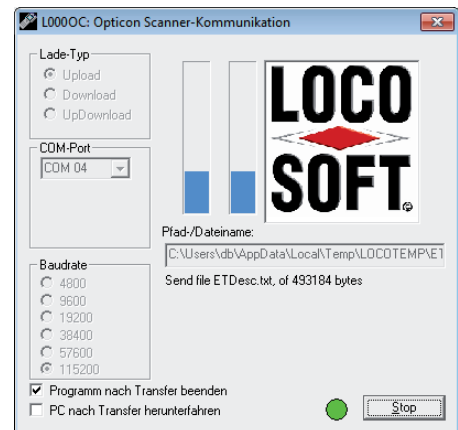 L000OC: Opticon Scanner-Kommunikation
Lade-Typ
Upload
Download
UpDownload
COM-Port
COM 04
LOCO
SOFT
Pfad-/Dateiname:
C:\Users\db\AppData\Local\Temp\LOCOTEMP\ET
Send file ETDesc.txt, of 493184 bytes
Baudrate
4800
9600
19200
38400
57600
115200
Programm nach Transfer beenden
PC nach Transfer herunterfahren
Stop